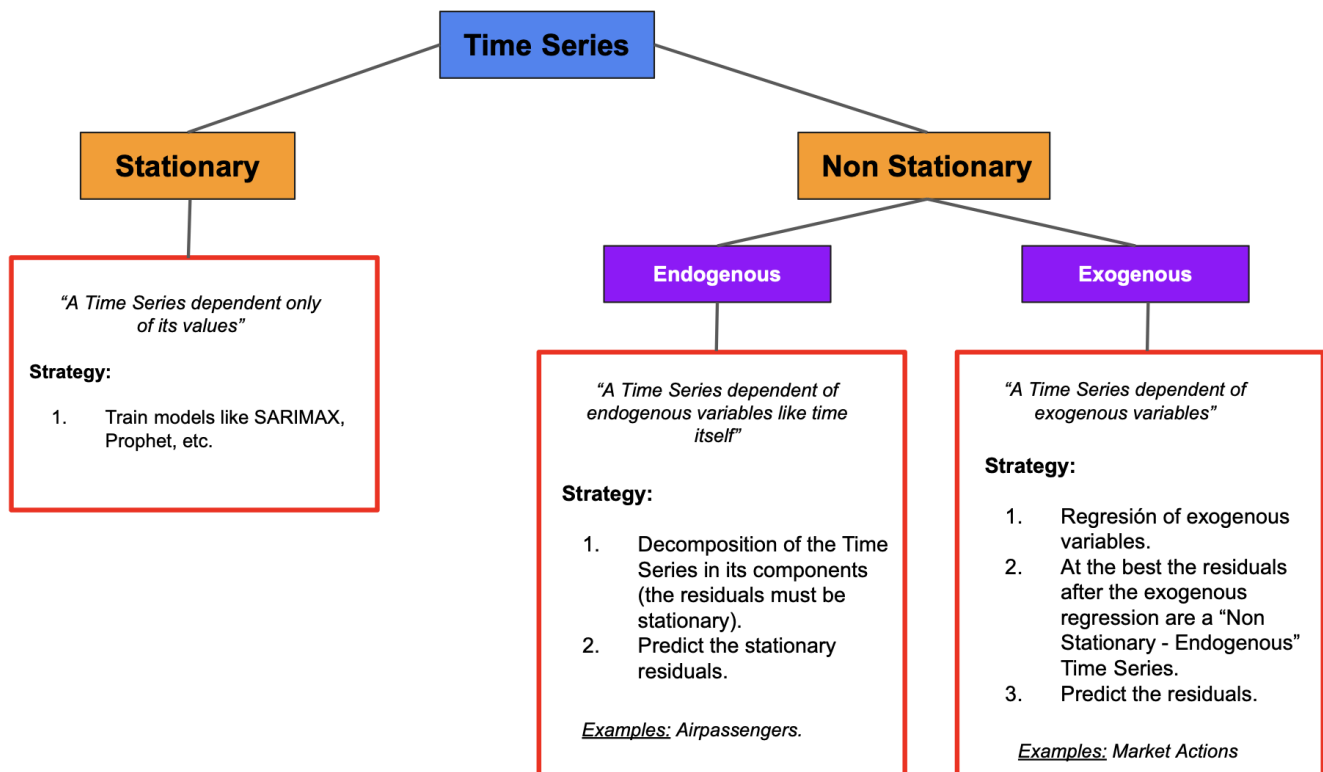 Time Series
Stationary
Non Stationary
Endogenous
Exogenous
“A Time Series dependent only
of its values”
Strategy:
1. Train models like SARIMAX,
Prophet, etc.
“A Time Series dependent of
endogenous variables like time
itself”
Strategy:
1. Decomposition of the Time
Series in its components
(the residuals must be
stationary).
2. Predict the stationary
residuals.
Examples: Airpassengers.
“A Time Series dependent of
exogenous variables”
Strategy:
1. Regresión of exogenous
variables.
2. At the best the residuals
after the exogenous
regression are a “Non
Stationary - Endogenous”
Time Series.
3. Predict the residuals.
Examples: Market Actions